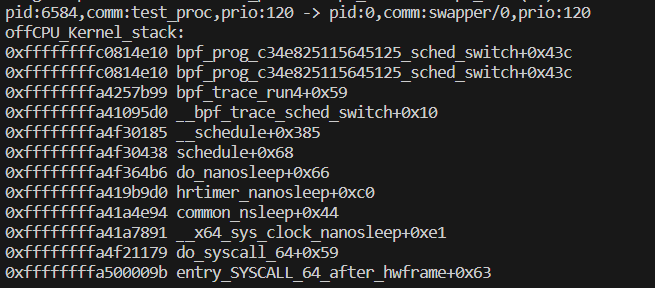 pid:6584,comm:test_proc,prio:120 -> pid:0,comm:swapper/0,prio:120
offCPU_Kernel_stack:
0xffffffffc0814e10 bpf_prog_c34e825115645125_sched_switch+0x43c
0xffffffffc0814e10 bpf_prog_c34e825115645125_sched_switch+0x43c
0xffffffffa4257b99 bpf_trace_run4+0x59
0xffffffffa41095d0 __bpf_trace_sched_switch+0x10
0xffffffffa4f30185 __schedule+0x385
0xffffffffa4f30438 schedule+0x68
0xffffffffa4f364b6 do_nanosleep+0x66
0xffffffffa419b9d0 hrtimer_nanosleep+0xc0
0xffffffffa41a4e94 common_nsleep+0x44
0xffffffffa41a7891 __x64_sys_clock_nanosleep+0xe1
0xffffffffa4f21179 do_syscall_64+0x59
0xffffffffa500009b entry_SYSCALL_64_after_hwframe+0x63